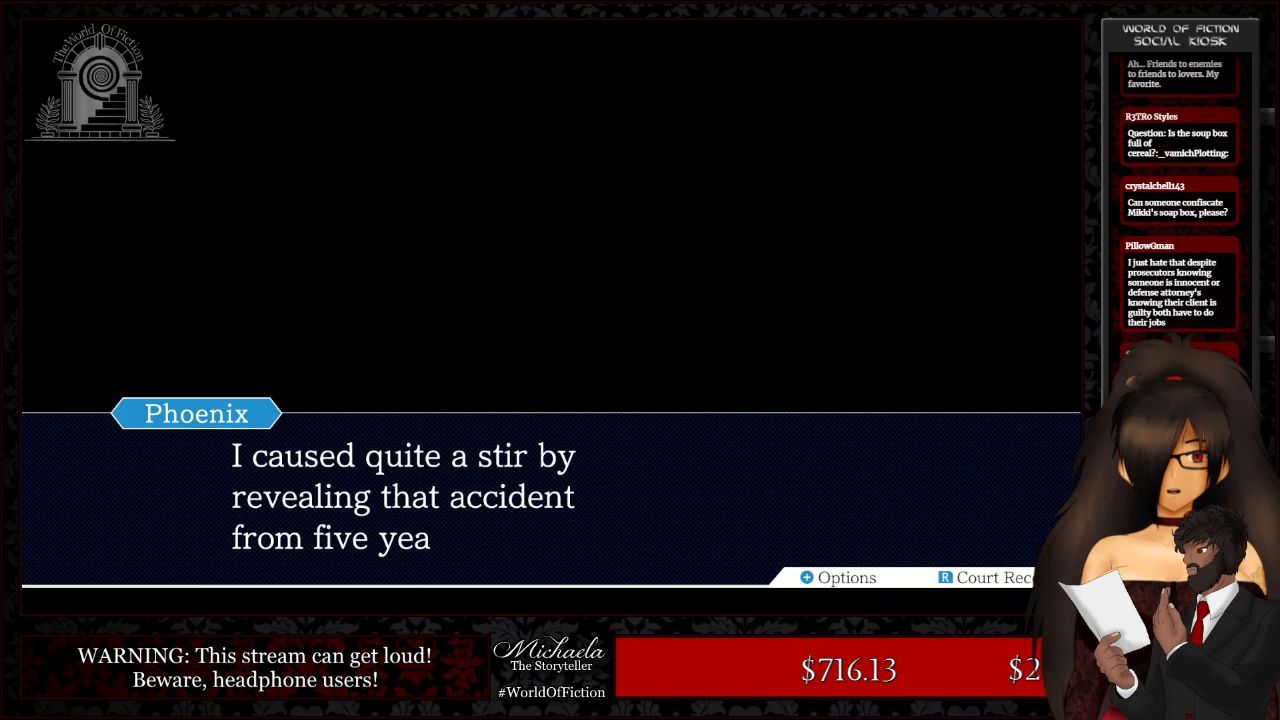 The World Of Fiction
WORLD OF FICTION
SOCIAL KIOSK
Ah... Friends to enemies
to friends to lovers. My
favorite.
R3TR0 Styles
Question: Is the soup box
full of
cereal?:_vamichPlotting:
crystalchell143
Can someone confiscate
Mikki's soap box, please?
PillowGman
I just hate that despite
prosecutors knowing
someone is innocent or
defense attorney's
knowing their client is
guilty both have to do
their jobs
Phoenix
I caused quite a stir by
revealing that accident
from five yea
+ Options
R Court Rec
WARNING: This stream can get loud!
Beware, headphone users!
Michaela
The Storyteller
#WorldOfFiction
$716.13
$2